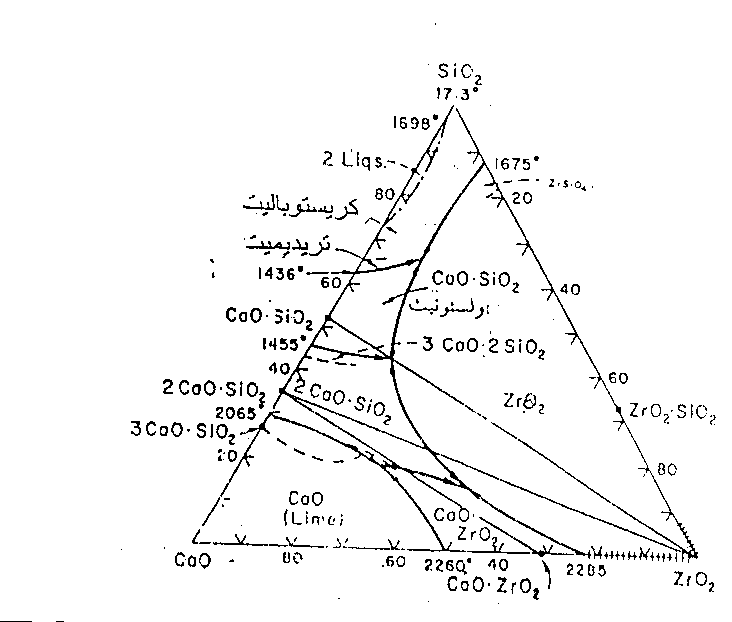 SiO₂
17.3°
1698°
2 Liqs.
1675°
ZrSiO₄
80
20
کریستوبالیت
تریدیمیت
1436°
60
CaO·SiO₂
40
CaO·SiO₂
1455°
3 CaO·2 SiO₂
40
60
2 CaO·SiO₂
2 CaO·SiO₂
ZrO₂
ZrO₂·SiO₂
2065°
3 CaO·SiO₂
20
80
CaO
(Lime)
CaO·
ZrO₂
CaO
80
60
2260°
40
2285
ZrO₂
CaO·ZrO₂